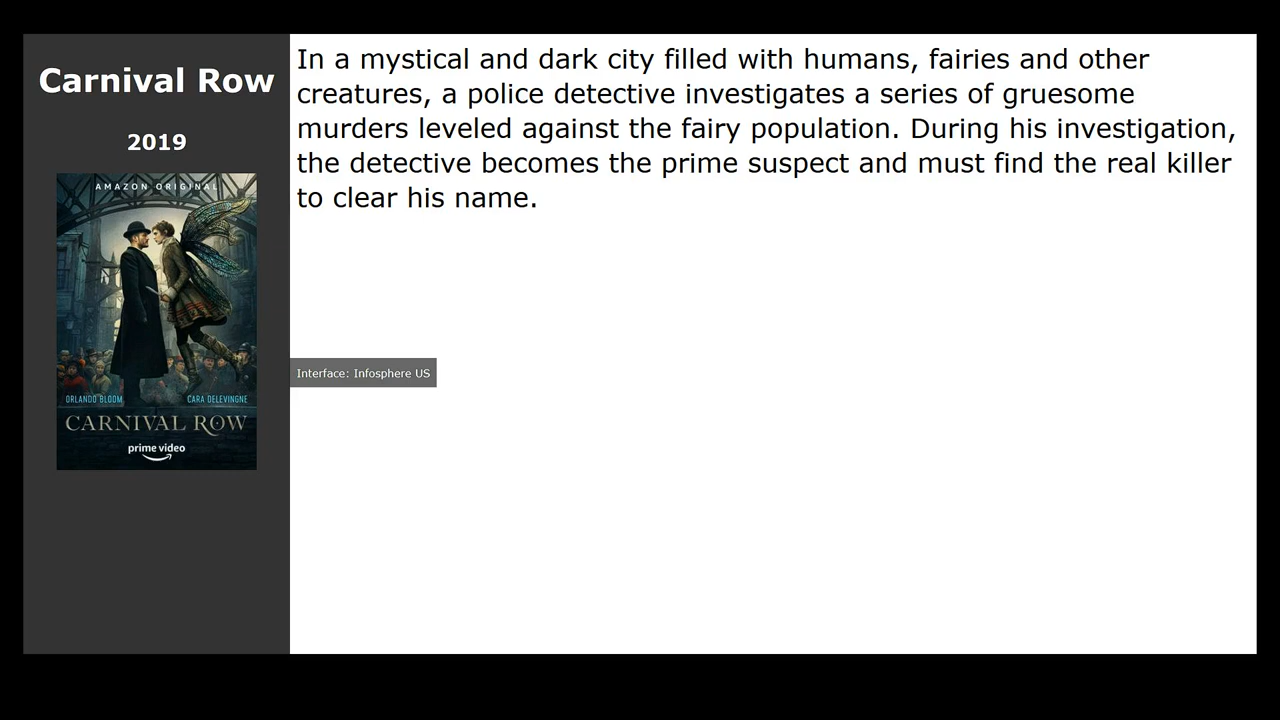 Carnival Row
2019
AMAZON ORIGINAL
ORLANDO BLOOM
CARA DELEVINGNE
CARNIVAL ROW
prime video
In a mystical and dark city filled with humans, fairies and other
creatures, a police detective investigates a series of gruesome
murders leveled against the fairy population. During his investigation,
the detective becomes the prime suspect and must find the real killer
to clear his name.
Interface: Infosphere US